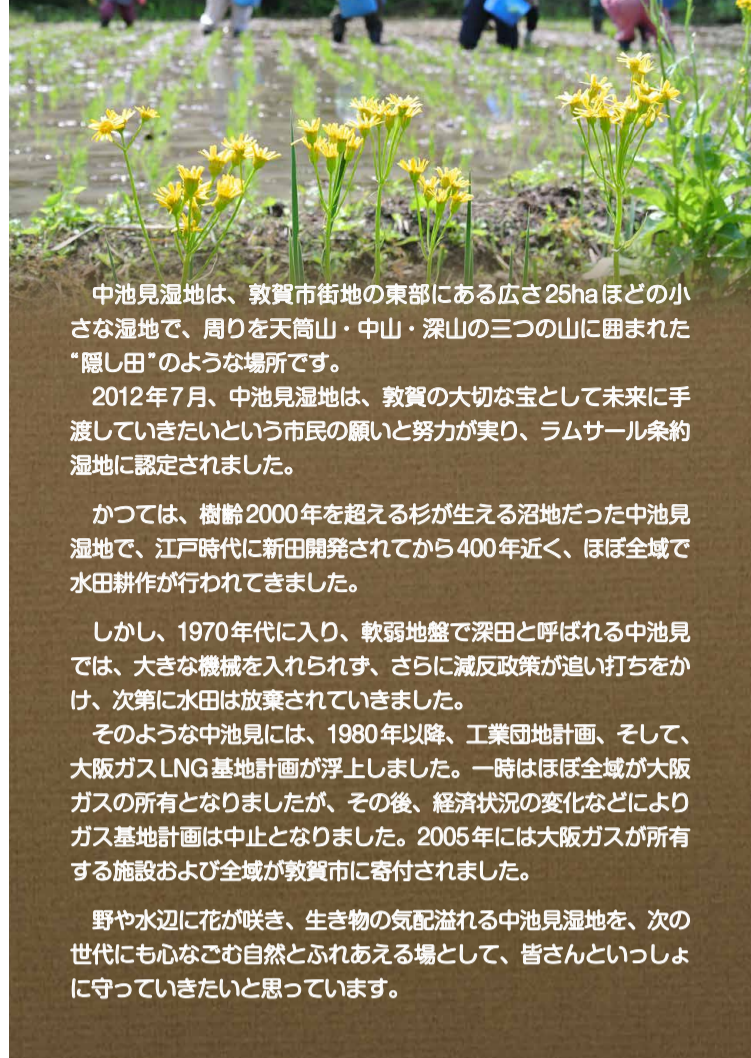 中池見湿地は、敦賀市街地の東部にある広さ25haほどの小
さな湿地で、周りを天筒山・中山・深山の三つの山に囲まれた
“隠し田”のような場所です。
　2012年7月、中池見湿地は、敦賀の大切な宝として未来に手
渡していきたいという市民の願いと努力が実り、ラムサール条約
湿地に認定されました。
　かつては、樹齢2000年を超える杉が生える沼地だった中池見
湿地で、江戸時代に新田開発されてから400年近く、ほぼ全域で
水田耕作が行われてきました。
　しかし、1970年代に入り、軟弱地盤で深田と呼ばれる中池見
では、大きな機械を入れられず、さらに減反政策が追い打ちをか
け、次第に水田は放棄されていきました。
　そのような中池見には、1980年以降、工業団地計画、そして、
大阪ガスLNG基地計画が浮上しました。一時はほぼ全域が大阪
ガスの所有となりましたが、その後、経済状況の変化などにより
ガス基地計画は中止となりました。2005年には大阪ガスが所有
する施設および全域が敦賀市に寄付されました。
　野や水辺に花が咲き、生き物の気配溢れる中池見湿地を、次の
世代にも心なごむ自然とふれあえる場として、皆さんといっしょ
に守っていきたいと思っています。